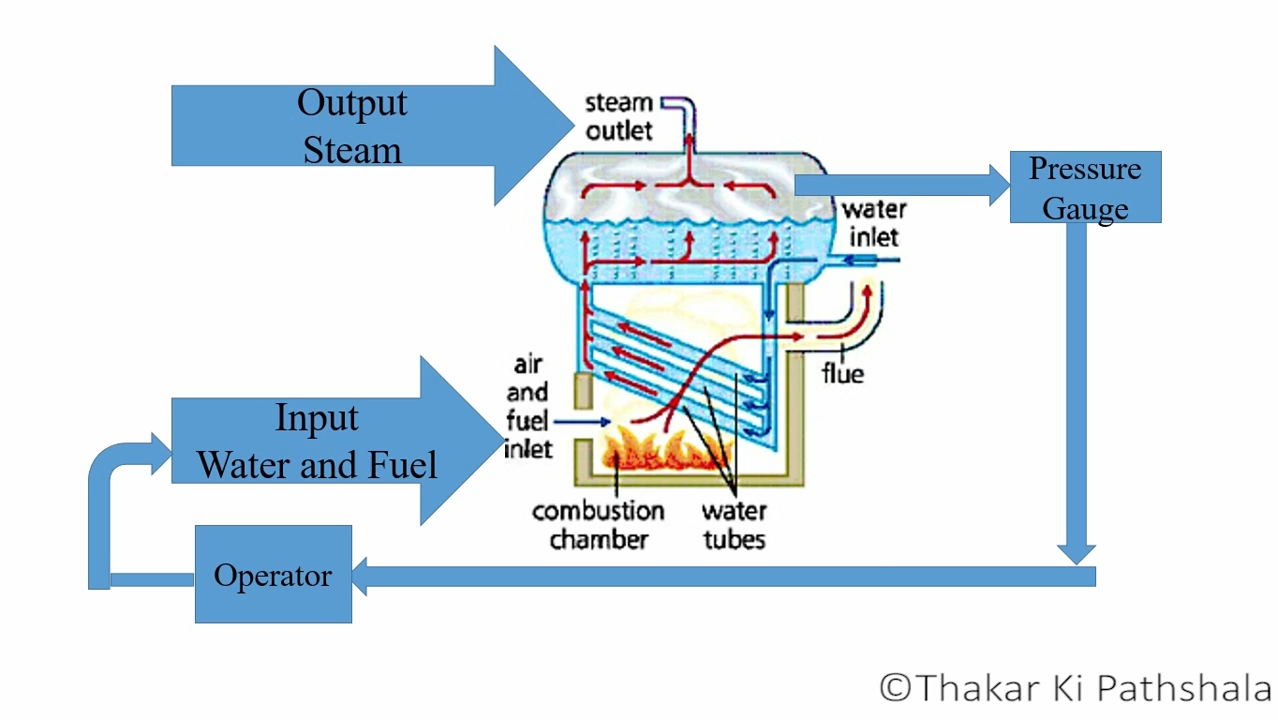 Output
Steam
steam
outlet
Pressure
Gauge
water
inlet
flue
air
and
fuel
inlet
Input
Water and Fuel
combustion
chamber
water
tubes
Operator
©Thakar Ki Pathshala